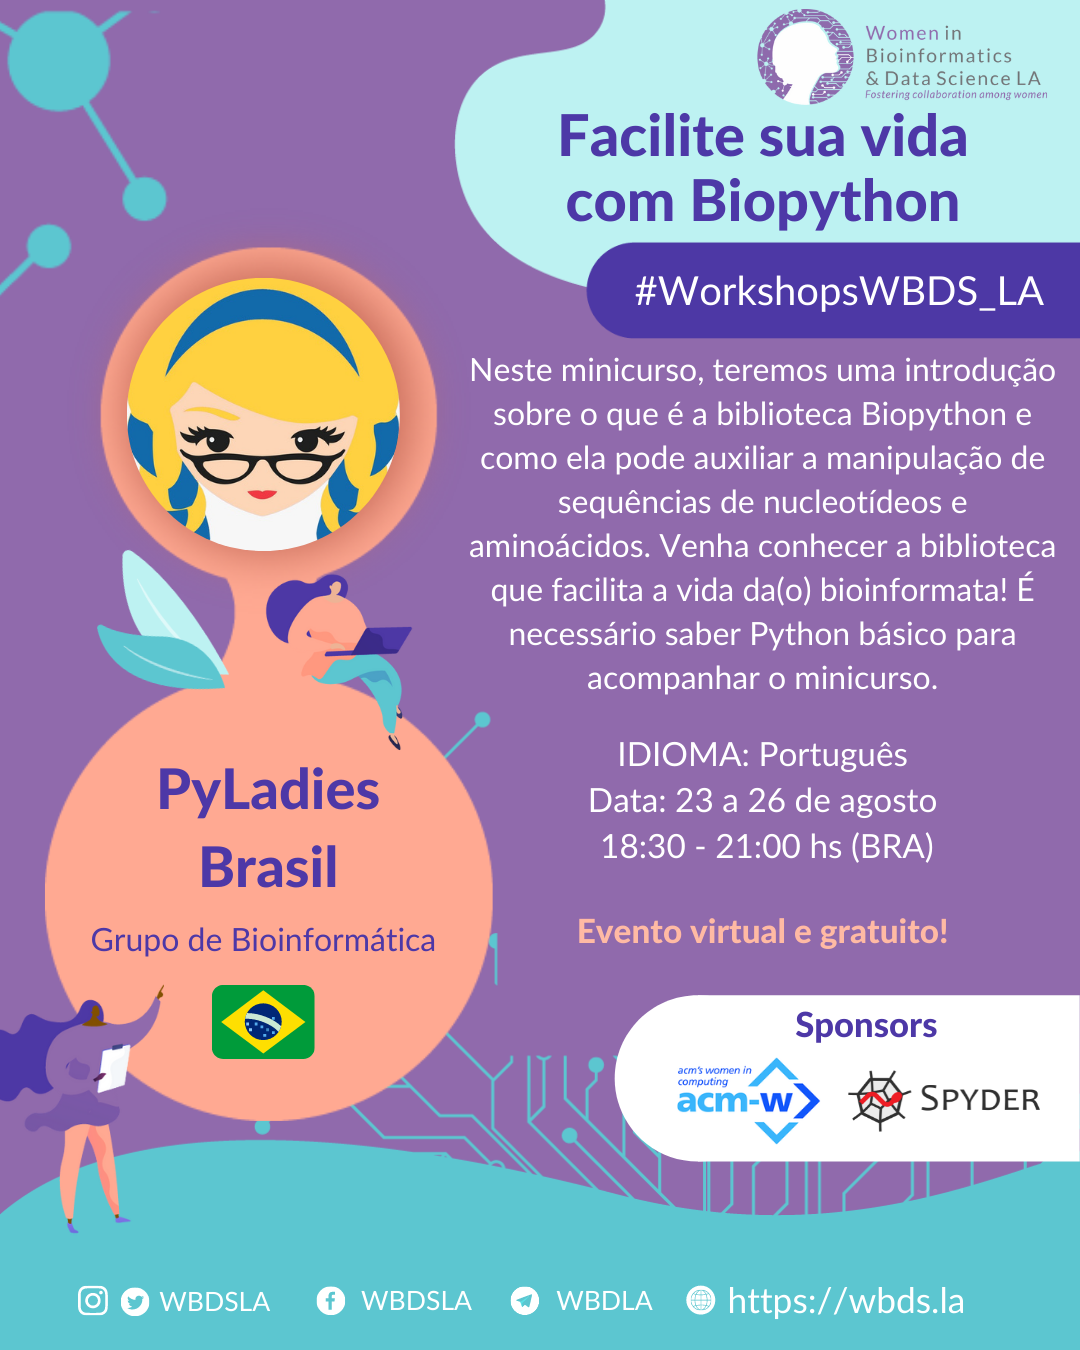 Women in
Bioinformatics
& Data Science LA
Fostering collaboration among women
Facilite sua vida
com Biopython
#WorkshopsWBDS_LA
Neste minicurso, teremos uma introdução
sobre o que é a biblioteca Biopython e
como ela pode auxiliar a manipulação de
sequências de nucleotídeos e
aminoácidos. Venha conhecer a biblioteca
que facilita a vida da(o) bioinformata! É
necessário saber Python básico para
acompanhar o minicurso.
IDIOMA: Português
Data: 23 a 26 de agosto
18:30 - 21:00 hs (BRA)
Evento virtual e gratuito!
PyLadies
Brasil
Grupo de Bioinformática
Sponsors
acm's women in
computing
acm-w
SPYDER
WBDSLA
WBDSLA
WBDLA
https://wbds.la